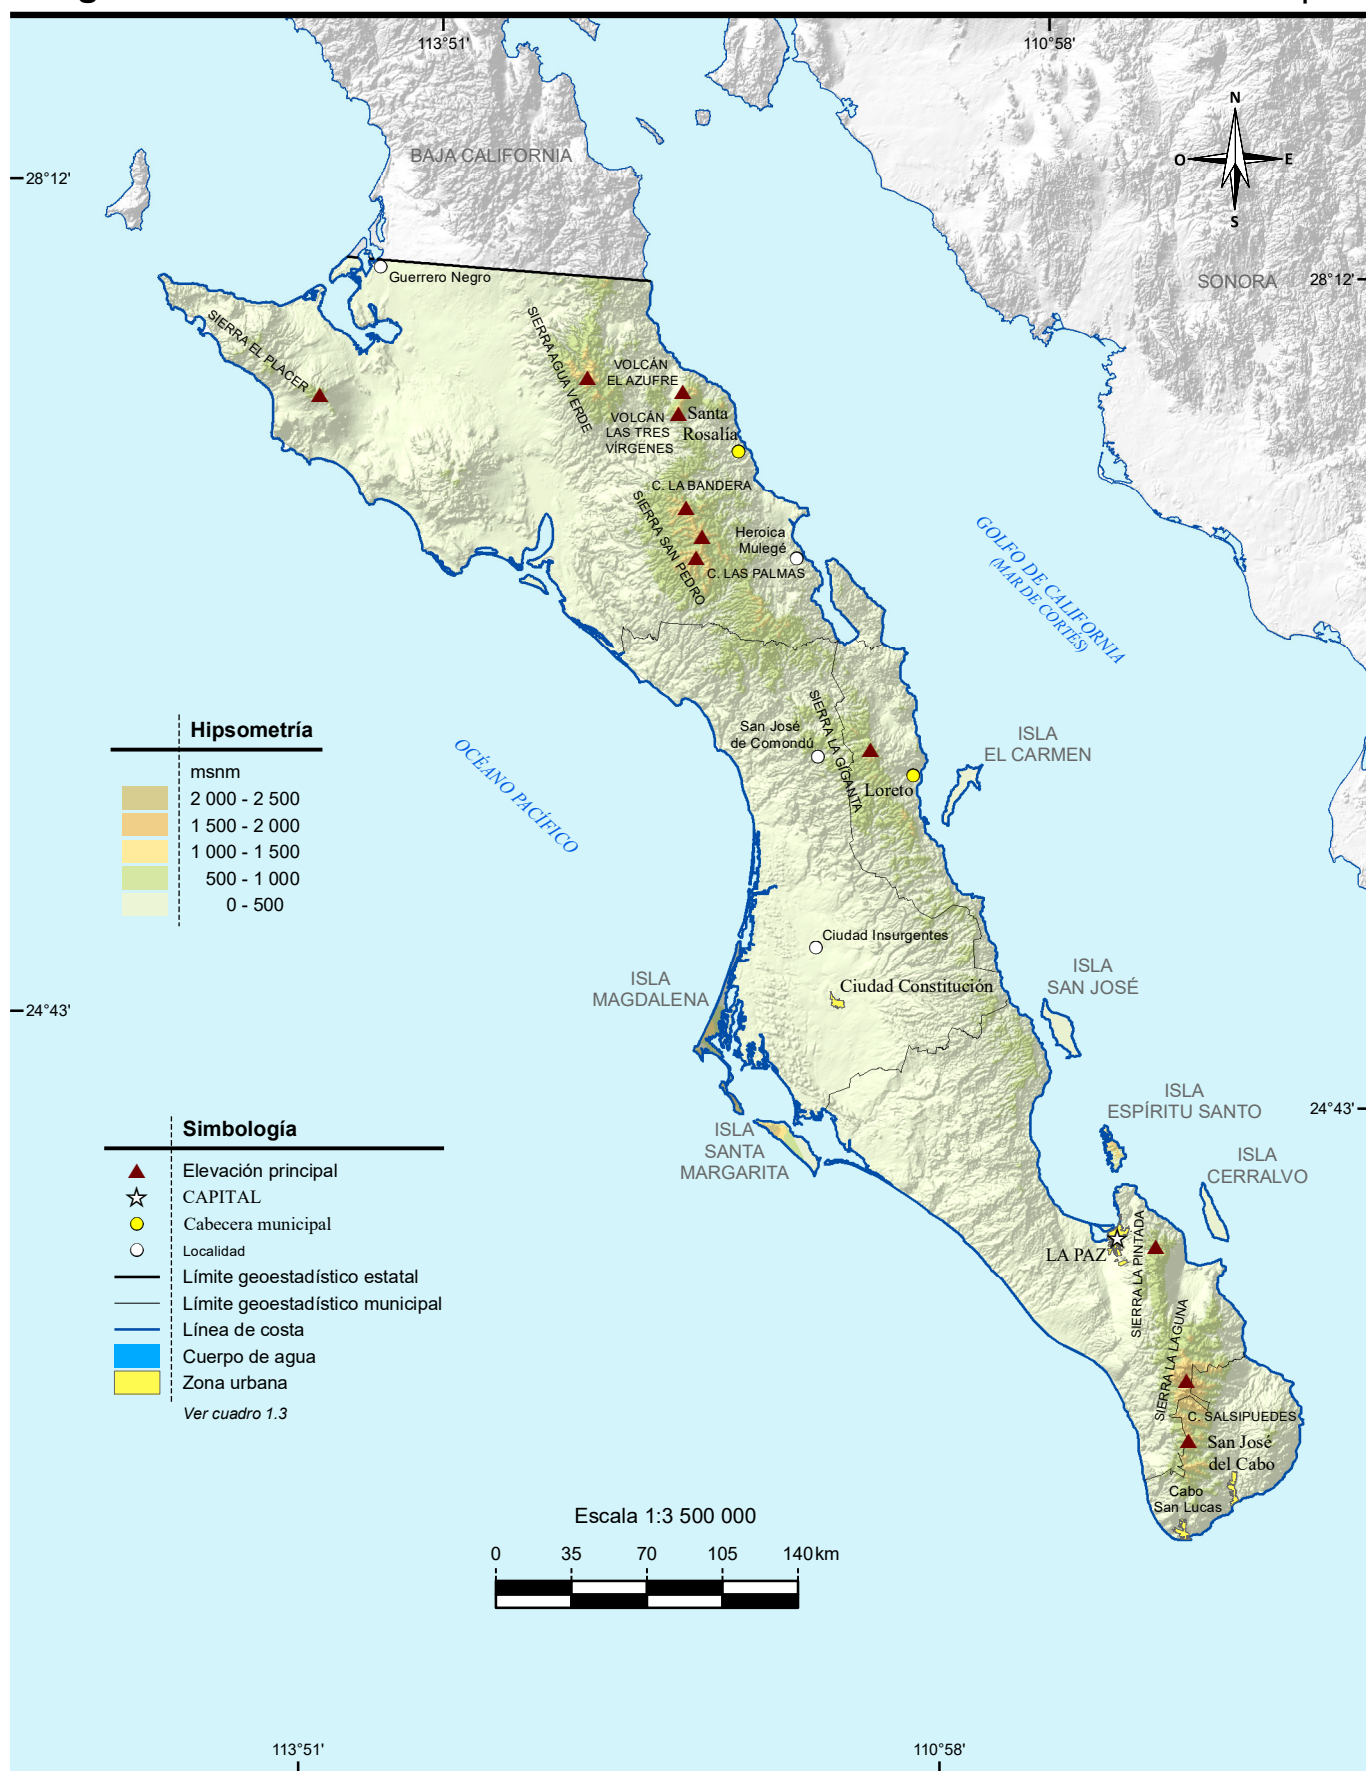 113°51'
110°58'
N
O
E
S
BAJA CALIFORNIA
28°12'
SONORA
28°12'
Guerrero Negro
SIERRA EL PLACER
SIERRA AGUA VERDE
VOLCÁN
EL AZUFRE
VOLCÁN
LAS TRES
VÍRGENES
Santa
Rosalía
C. LA BANDERA
SIERRA SAN PEDRO
Heroica
Mulegé
C. LAS PALMAS
GOLFO DE CALIFORNIA
(MAR DE CORTÉS)
SIERRA LA GIGANTA
San José
de Comondú
Loreto
ISLA
EL CARMEN
OCÉANO PACÍFICO
Hipsometría
msnm
2 000 - 2 500
1 500 - 2 000
1 000 - 1 500
500 - 1 000
0 - 500
Ciudad Insurgentes
Ciudad Constitución
ISLA
MAGDALENA
ISLA
SAN JOSÉ
24°43'
ISLA
ESPÍRITU SANTO
24°43'
ISLA
SANTA
MARGARITA
ISLA
CERRALVO
Simbología
Elevación principal
CAPITAL
Cabecera municipal
Localidad
Límite geoestadístico estatal
Límite geoestadístico municipal
Línea de costa
Cuerpo de agua
Zona urbana
Ver cuadro 1.3
LA PAZ
SIERRA LA PINTADA
SIERRA LA LAGUNA
C. SALSIPUEDES
San José
del Cabo
Cabo
San Lucas
Escala 1:3 500 000
0 35 70 105 140 km
113°51'
110°58'